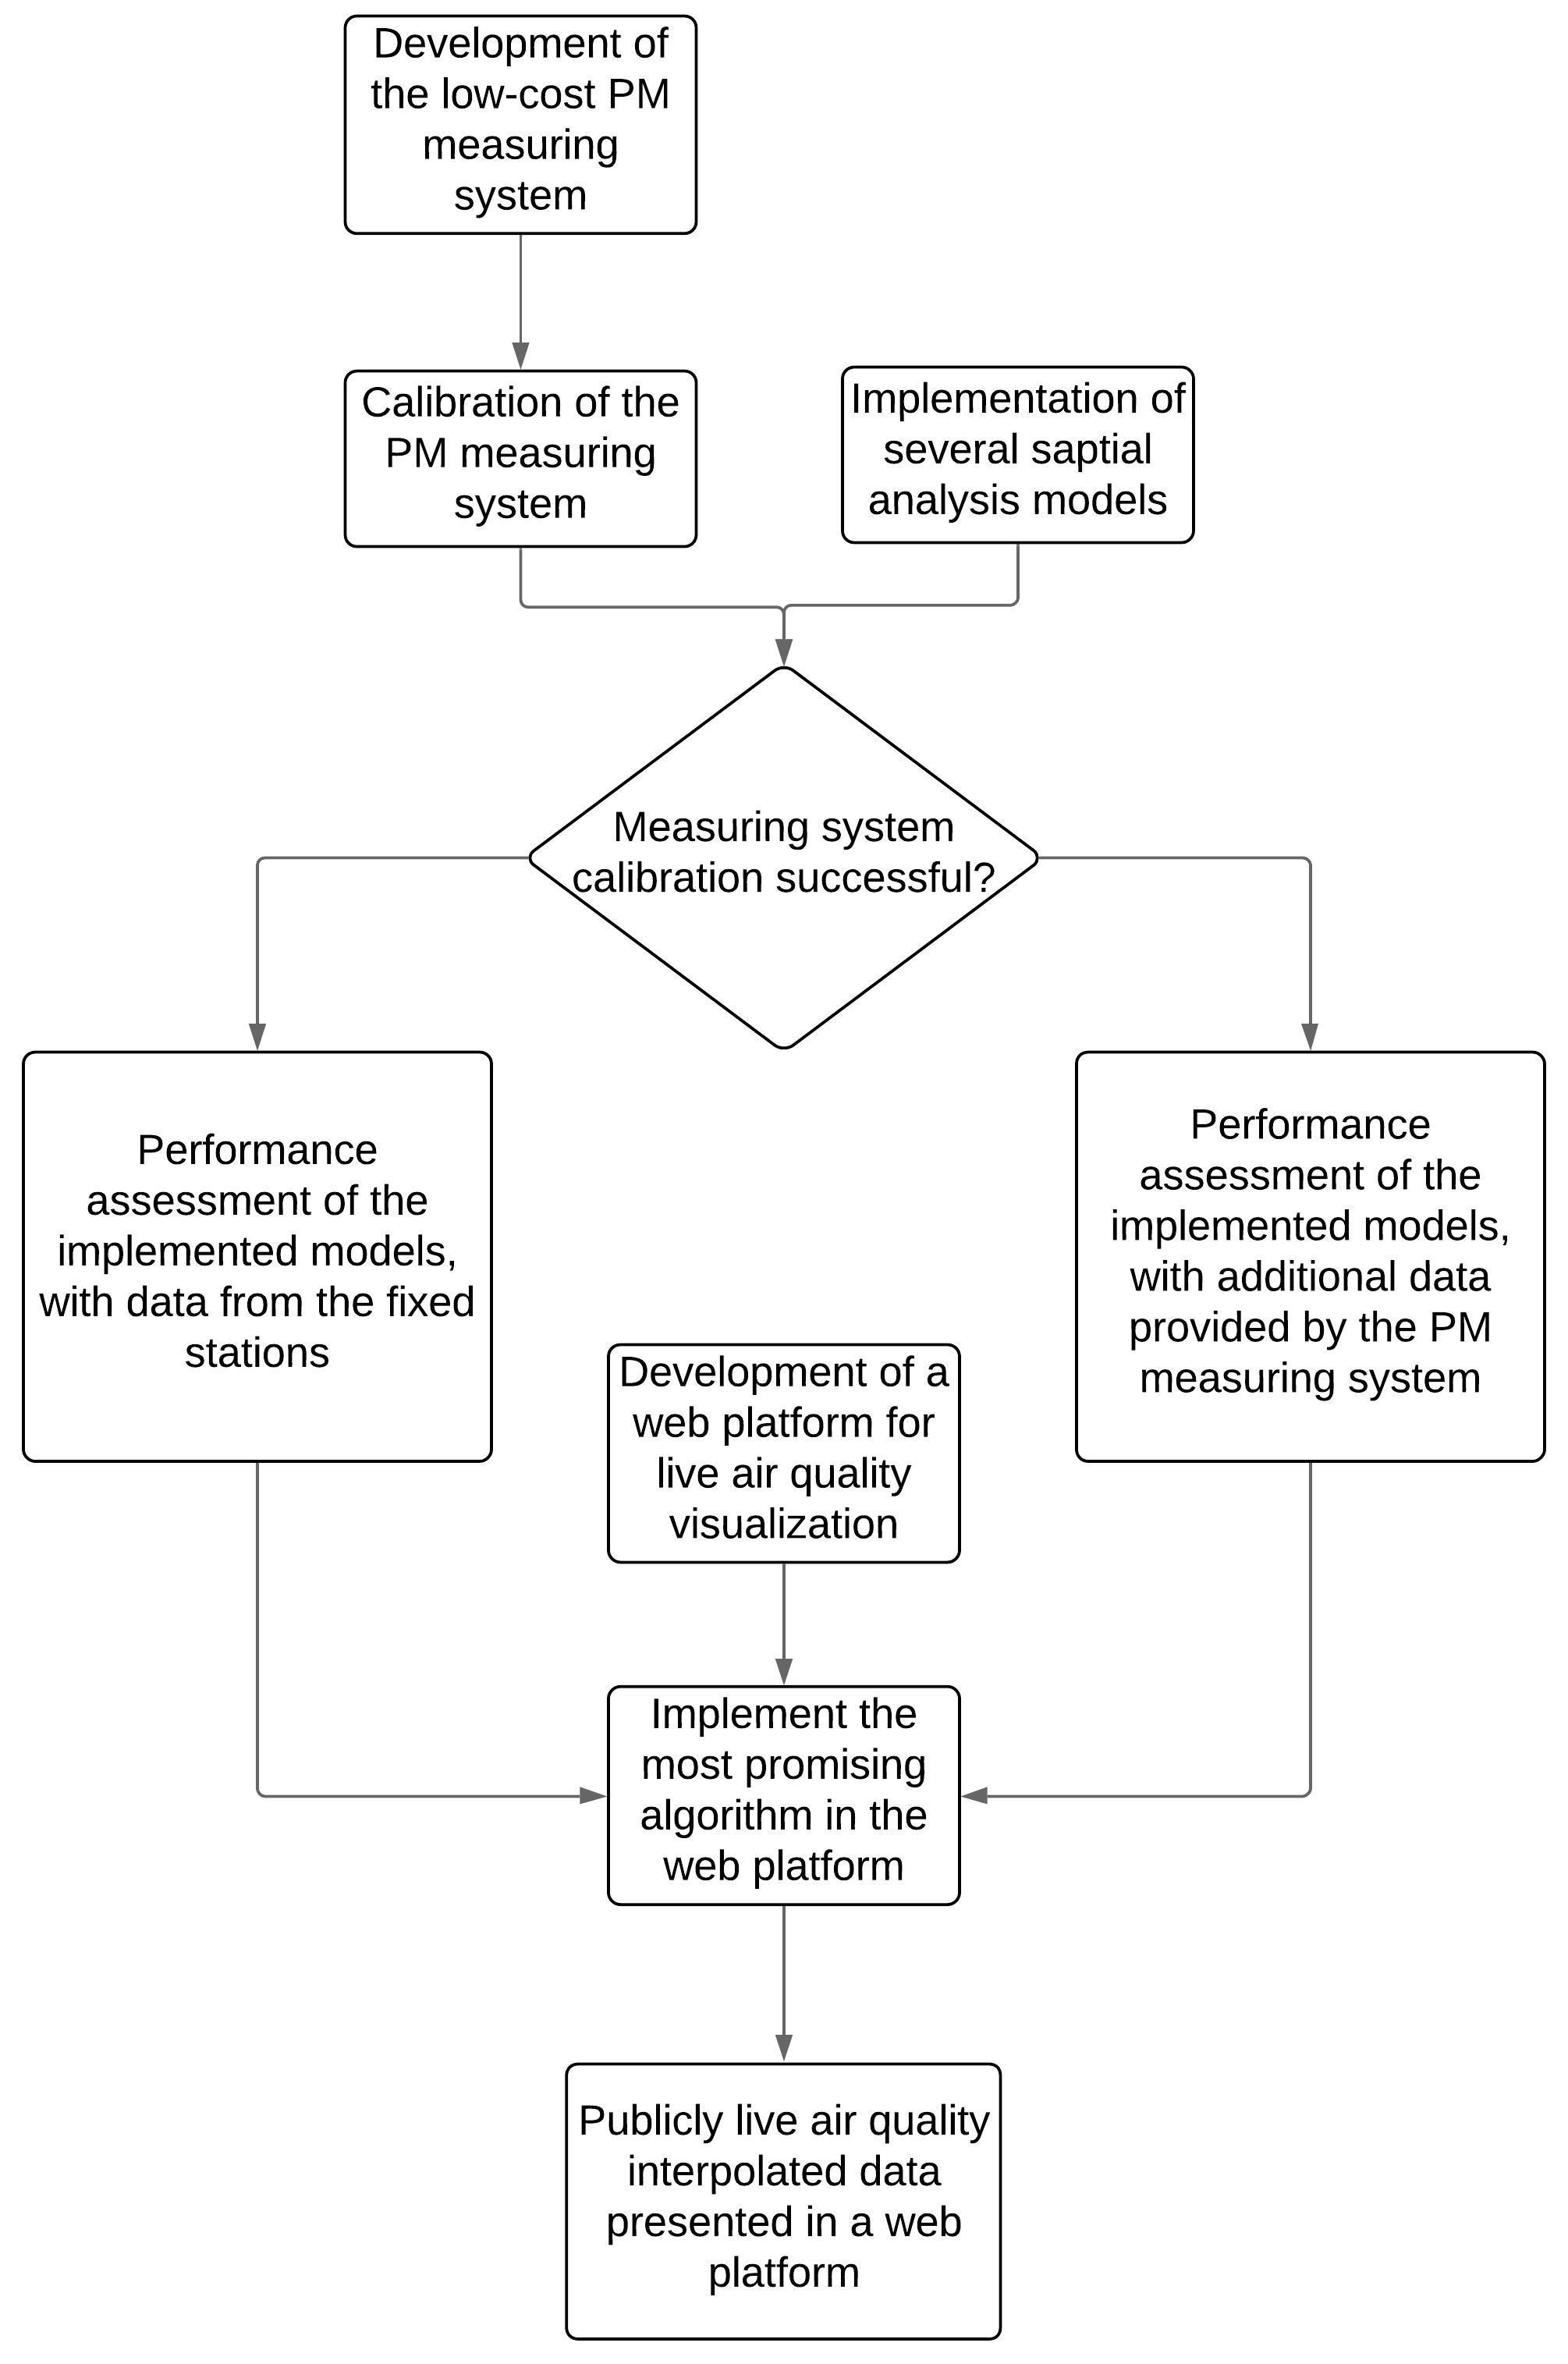 Development of
the low-cost PM
measuring
system
Calibration of the
PM measuring
system
Implementation of
several saptial
analysis models
Measuring system
calibration successful?
Performance
assessment of the
implemented models,
with data from the fixed
stations
Performance
assessment of the
implemented models,
with additional data
provided by the PM
measuring system
Development of a
web platform for
live air quality
visualization
Implement the
most promising
algorithm in the
web platform
Publicly live air quality
interpolated data
presented in a web
platform